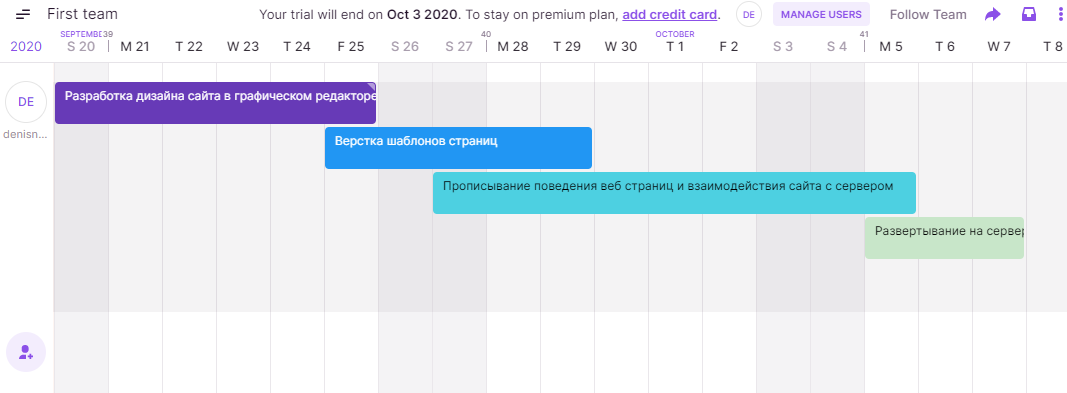 First team
Your trial will end on Oct 3 2020. To stay on premium plan, add credit card.
DE
MANAGE USERS
Follow Team
SEPTEMBE39
40
OCTOBER
41
2020 S 20 M 21 T 22 W 23 T 24 F 25 S 26 S 27 M 28 T 29 W 30 T 1 F 2 S 3 S 4 M 5 T 6 W 7 T 8
DE
denisn...
Разработка дизайна сайта в графическом редакторе
Верстка шаблонов страниц
Прописывание поведения веб страниц и взаимодействия сайта с сервером
Развертывание на сервер